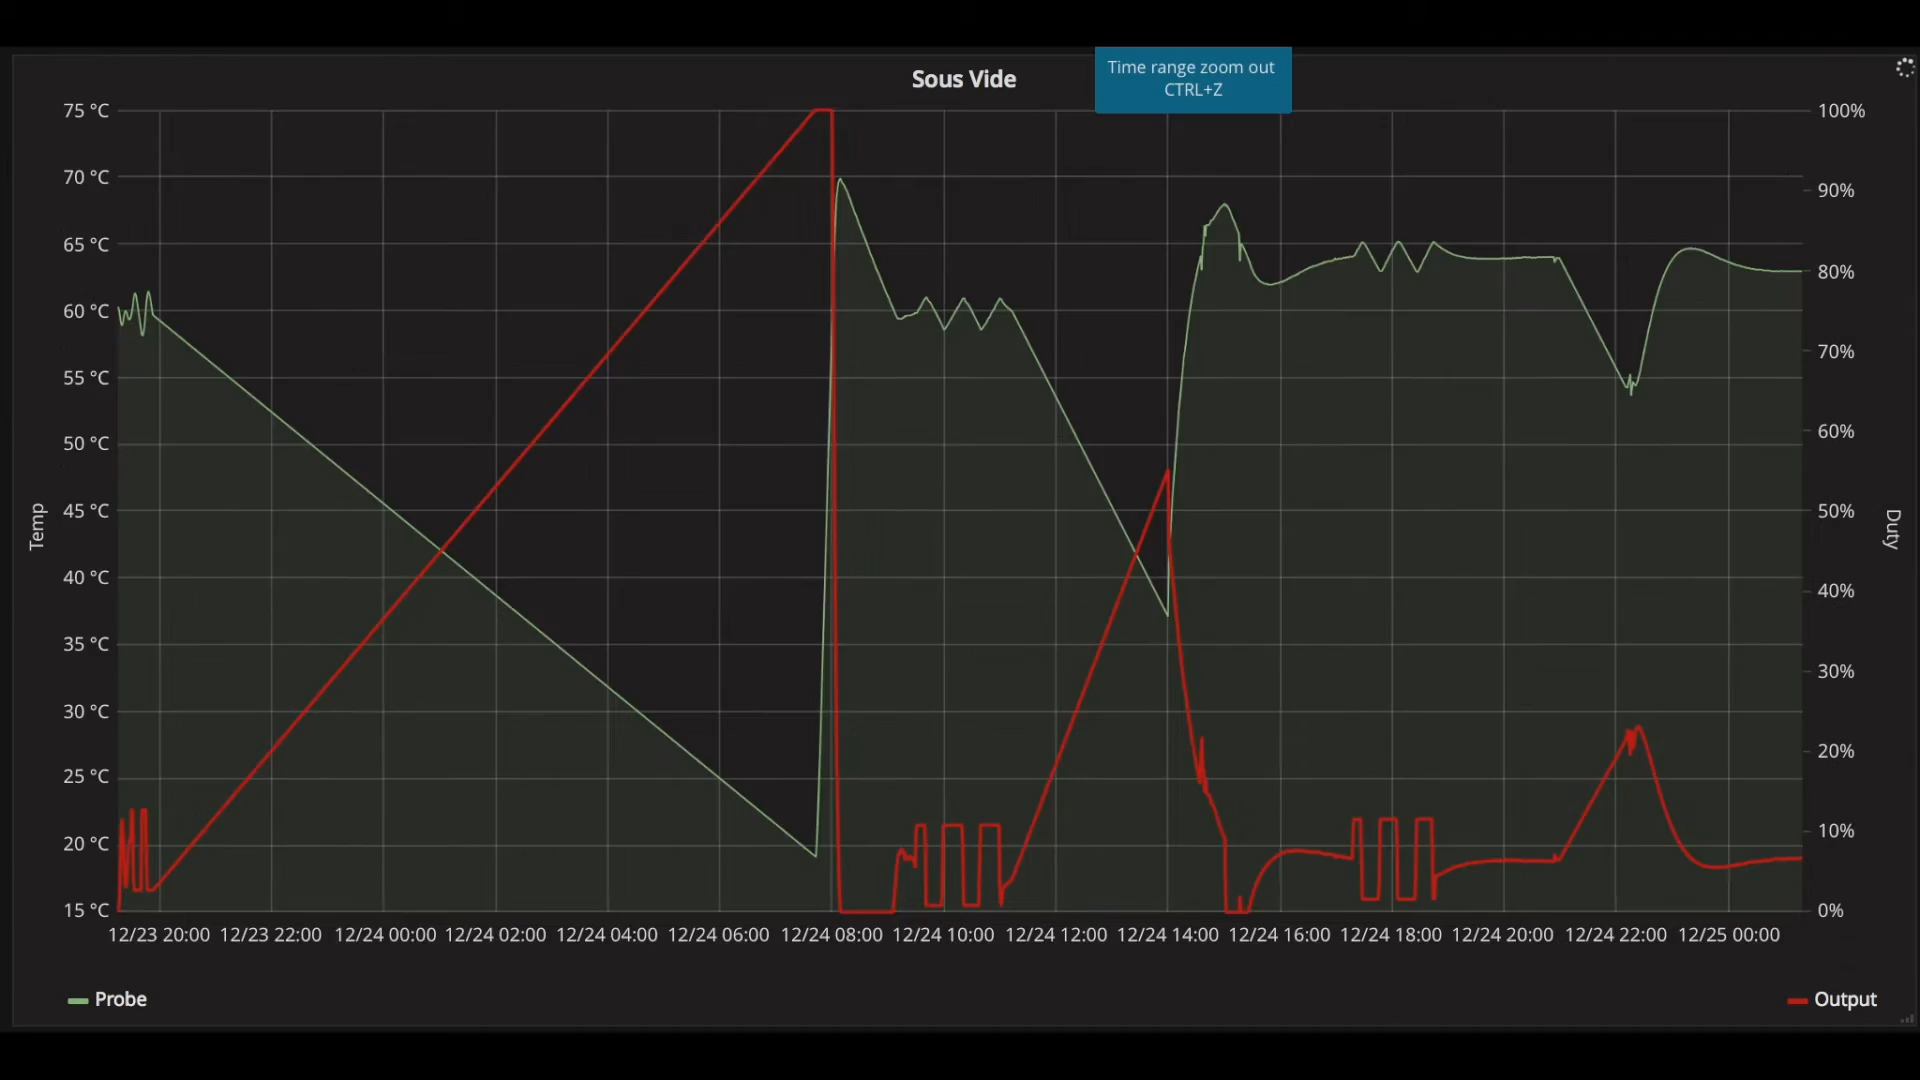 Time range zoom out
CTRL+Z
Sous Vide
75 °C
70 °C
65 °C
60 °C
55 °C
50 °C
45 °C
40 °C
35 °C
30 °C
25 °C
20 °C
15 °C
Temp
100%
90%
80%
70%
60%
50%
40%
30%
20%
10%
0%
Duty
12/23 20:00 12/23 22:00 12/24 00:00 12/24 02:00 12/24 04:00 12/24 06:00 12/24 08:00 12/24 10:00 12/24 12:00 12/24 14:00 12/24 16:00 12/24 18:00 12/24 20:00 12/24 22:00 12/25 00:00
Probe
Output